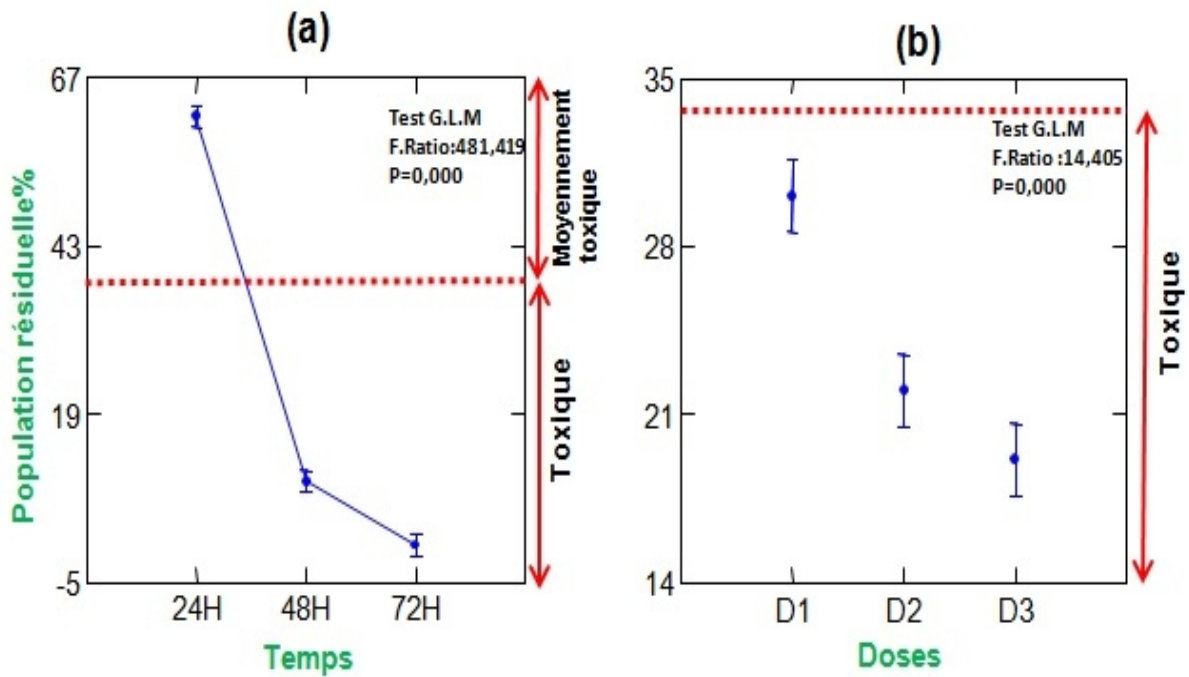 (a)
67
43
19
-5
Population résiduelle%
Test G.L.M
F.Ratio:481,419
P=0,000
Moyennement
toxique
Toxique
24H 48H 72H
Temps
(b)
35
28
21
14
Test G.L.M
F.Ratio :14,405
P=0,000
Toxique
D1 D2 D3
Doses